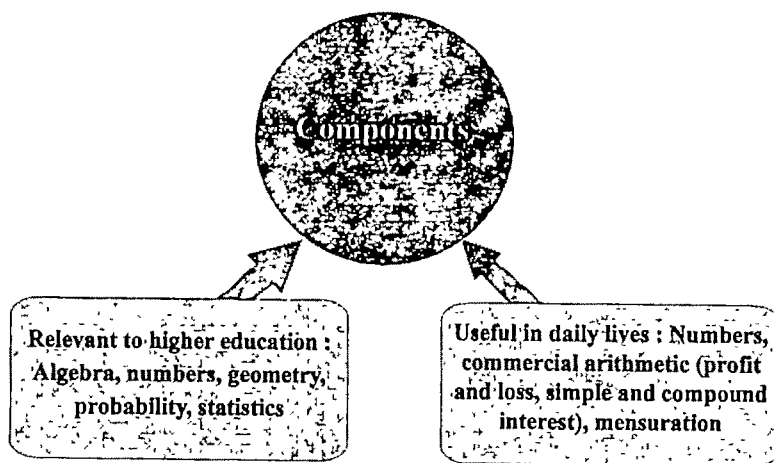 Components
Relevant to higher education :
Algebra, numbers, geometry,
probability, statistics
Useful in daily lives : Numbers,
commercial arithmetic (profit
and loss, simple and compound
interest), mensuration